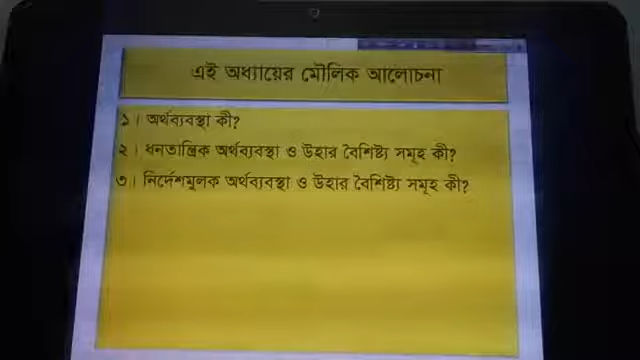 এই অধ্যায়ের মৌলিক আলোচনা
১। অর্থব্যবস্থা কী?
২। ধনতান্ত্রিক অর্থব্যবস্থা ও উহার বৈশিষ্ট্য সমূহ কী?
৩। নির্দেশমুলক অর্থব্যবস্থা ও উহার বৈশিষ্ট্য সমূহ কী?